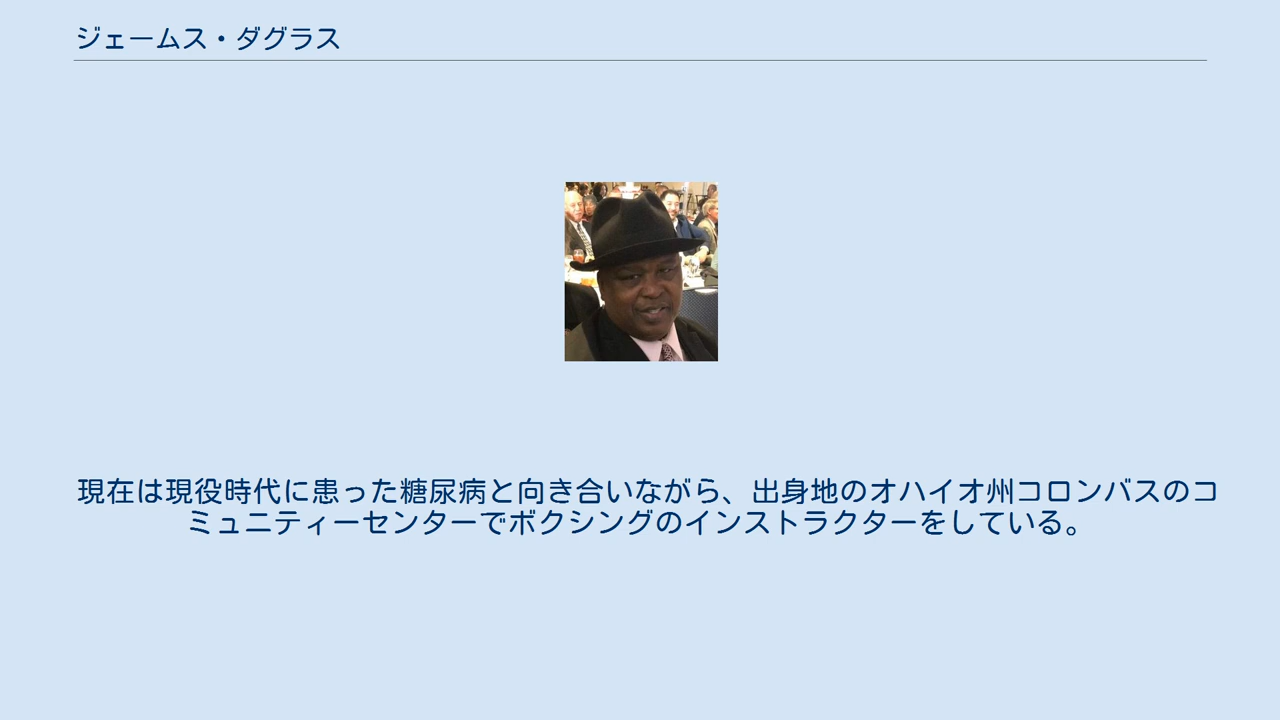 ジェームス・ダグラス
現在は現役時代に患った糖尿病と向き合いながら、出身地のオハイオ州コロンバスのコ
ミュニティーセンターでボクシングのインストラクターをしている。